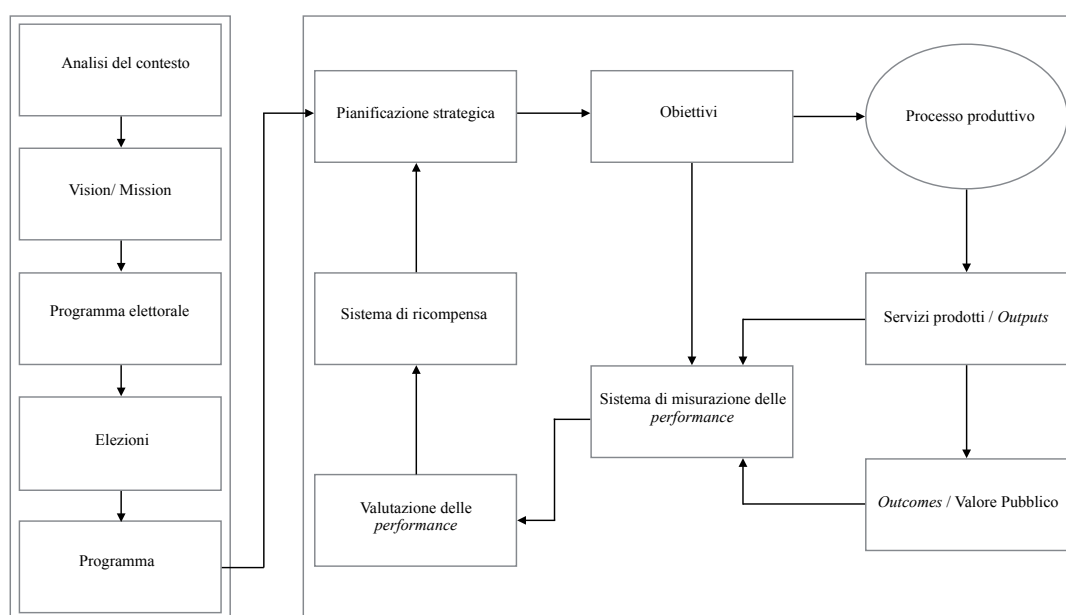 Analisi del contesto
Vision/ Mission
Programma elettorale
Elezioni
Programma
Pianificazione strategica
Obiettivi
Processo produttivo
Sistema di ricompensa
Servizi prodotti / Outputs
Sistema di misurazione delle
performance
Valutazione delle
performance
Outcomes / Valore Pubblico